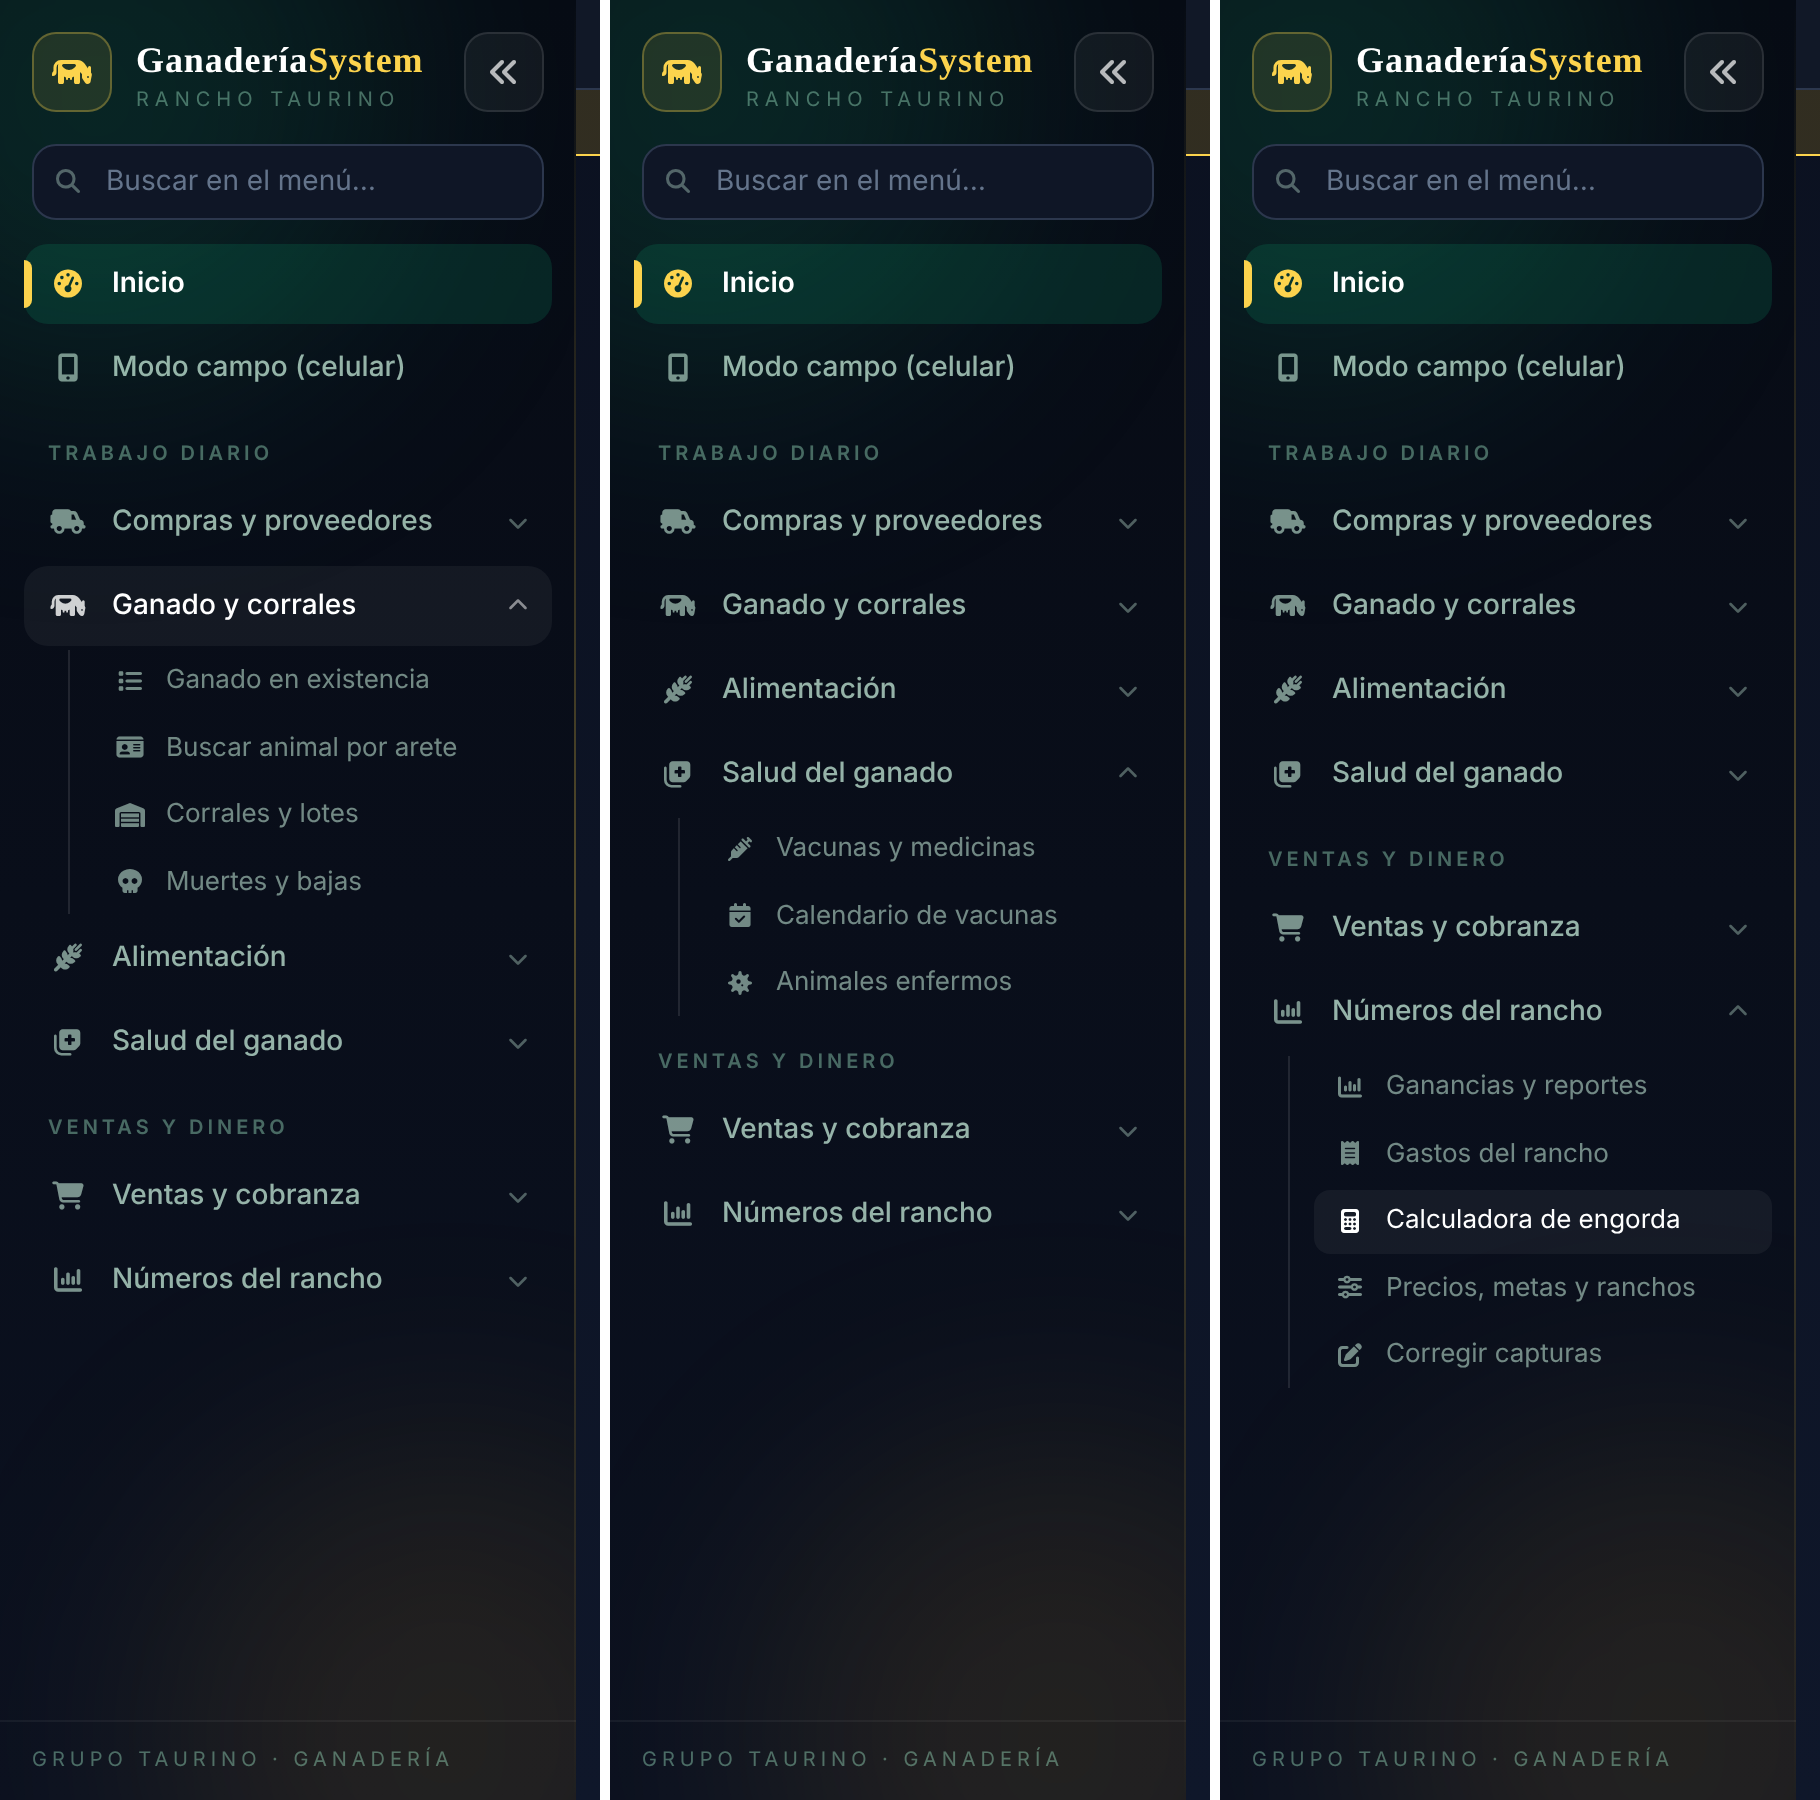 GanaderíaSystem
RANCHO TAURINO
Buscar en el menú...
Inicio
Modo campo (celular)
TRABAJO DIARIO
Compras y proveedores
Ganado y corrales
Ganado en existencia
Buscar animal por arete
Corrales y lotes
Muertes y bajas
Alimentación
Salud del ganado
VENTAS Y DINERO
Ventas y cobranza
Números del rancho
GRUPO TAURINO · GANADERÍA
GanaderíaSystem
RANCHO TAURINO
Buscar en el menú...
Inicio
Modo campo (celular)
TRABAJO DIARIO
Compras y proveedores
Ganado y corrales
Alimentación
Salud del ganado
Vacunas y medicinas
Calendario de vacunas
Animales enfermos
VENTAS Y DINERO
Ventas y cobranza
Números del rancho
GRUPO TAURINO · GANADERÍA
GanaderíaSystem
RANCHO TAURINO
Buscar en el menú...
Inicio
Modo campo (celular)
TRABAJO DIARIO
Compras y proveedores
Ganado y corrales
Alimentación
Salud del ganado
VENTAS Y DINERO
Ventas y cobranza
Números del rancho
Ganancias y reportes
Gastos del rancho
Calculadora de engorda
Precios, metas y ranchos
Corregir capturas
GRUPO TAURINO · GANADERÍA